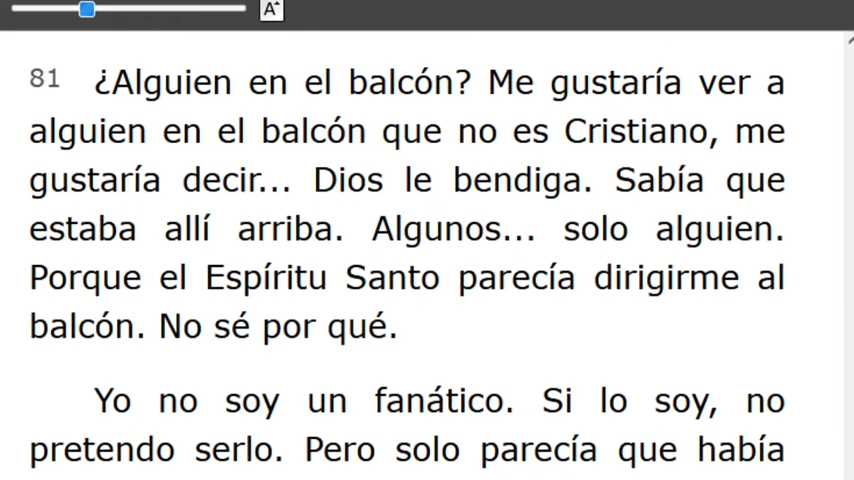 A
81 ¿Alguien en el balcón? Me gustaría ver a
alguien en el balcón que no es Cristiano, me
gustaría decir... Dios le bendiga. Sabía que
estaba allí arriba. Algunos... solo alguien.
Porque el Espíritu Santo parecía dirigirme al
balcón. No sé por qué.
Yo no soy un fanático. Si lo soy, no
pretendo serlo. Pero solo parecía que había